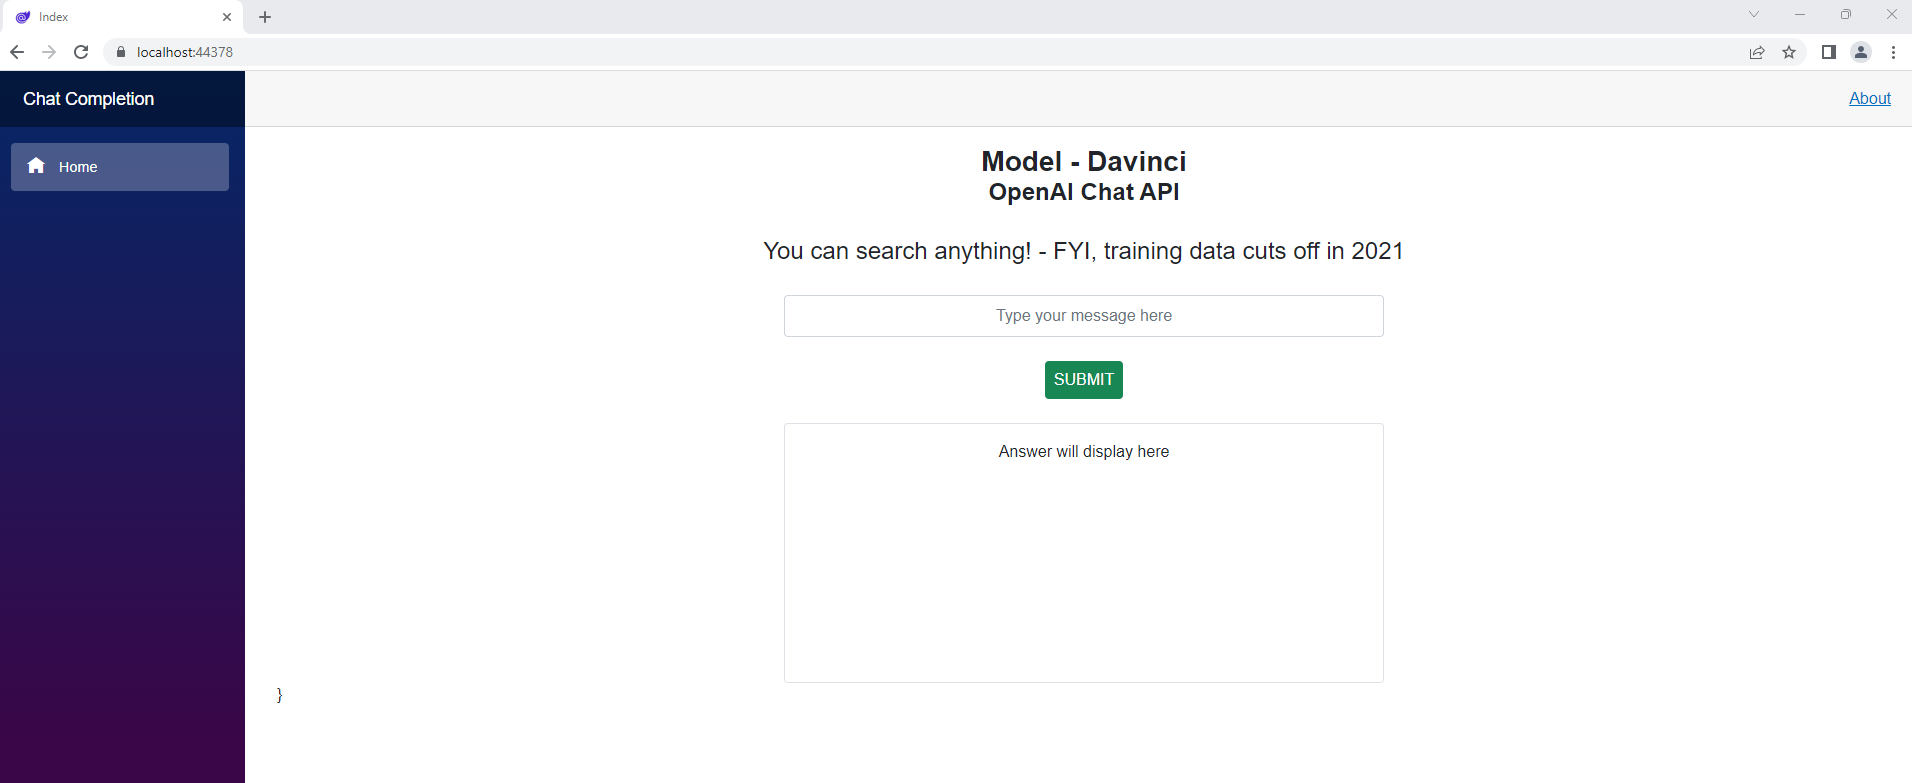 Index
localhost:44378
Chat Completion
About
Home
Model - Davinci
OpenAI Chat API
You can search anything! - FYI, training data cuts off in 2021
Type your message here
SUBMIT
Answer will display here
}